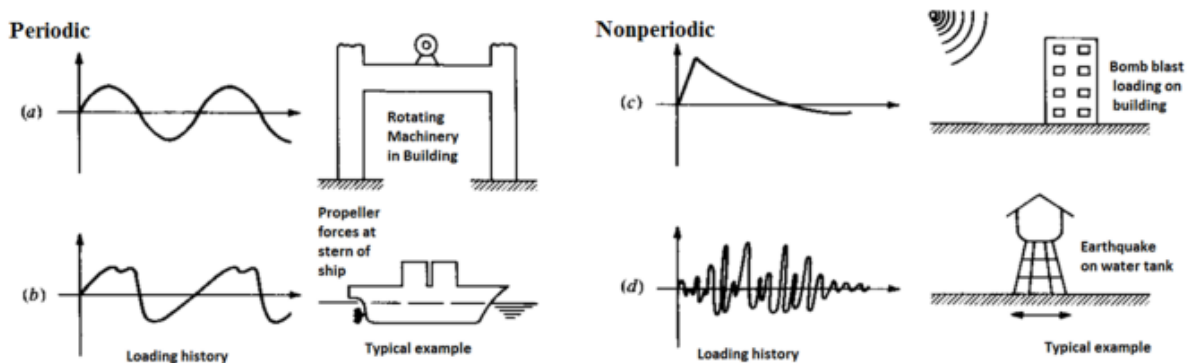 Periodic
(a)
Rotating
Machinery
in Building
(b)
Propeller
forces at
stern of
ship
Loading history
Typical example
Nonperiodic
(c)
Bomb blast
loading on
building
(d)
Earthquake
on water tank
Loading history
Typical example